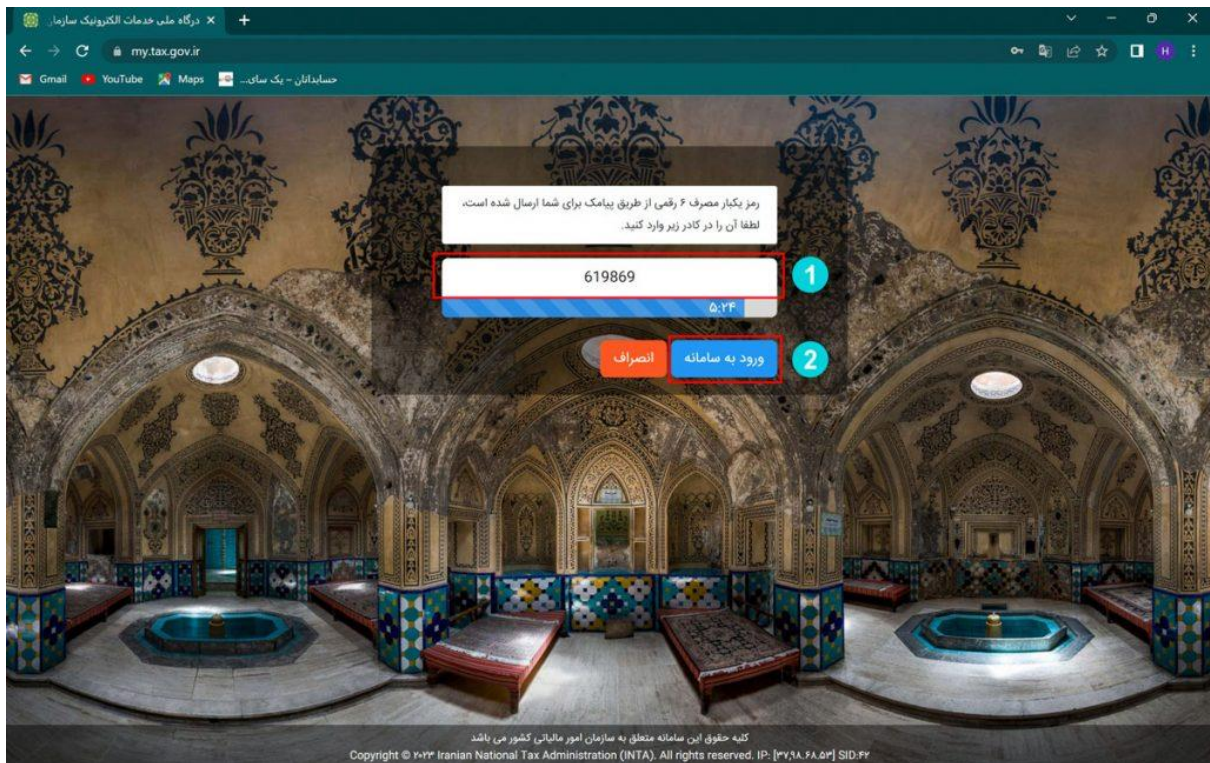 درگاه ملی خدمات الکترونیک سازمان
my.tax.gov.ir
Gmail YouTube Maps حسابدانان – یک سای...
H
رمز یکبار مصرف ۶ رقمی از طریق پیامک برای شما ارسال شده است،
لطفا آن را در کادر زیر وارد کنید.
619869
1
۵:۲۴
ورود به سامانه
انصراف
2
کلیه حقوق این سامانه متعلق به سازمان امور مالیاتی کشور می باشد
Copyright © ۲۰۲۳ Iranian National Tax Administration (INTA). All rights reserved. IP: [۳۷,۹۸.۶۸.۵۳] SID:۴۲